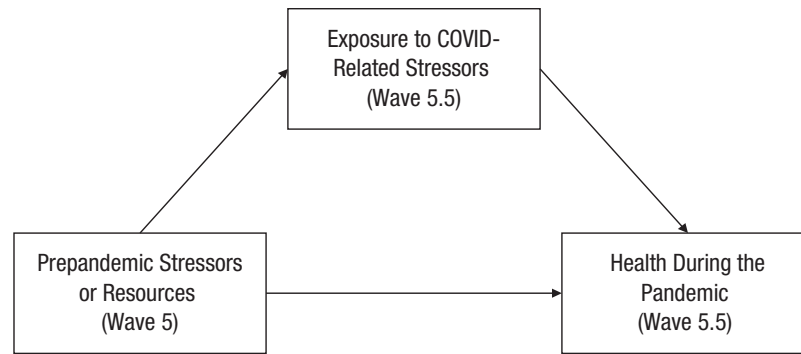 Exposure to COVID-
Related Stressors
(Wave 5.5)
Prepandemic Stressors
or Resources
(Wave 5)
Health During the
Pandemic
(Wave 5.5)